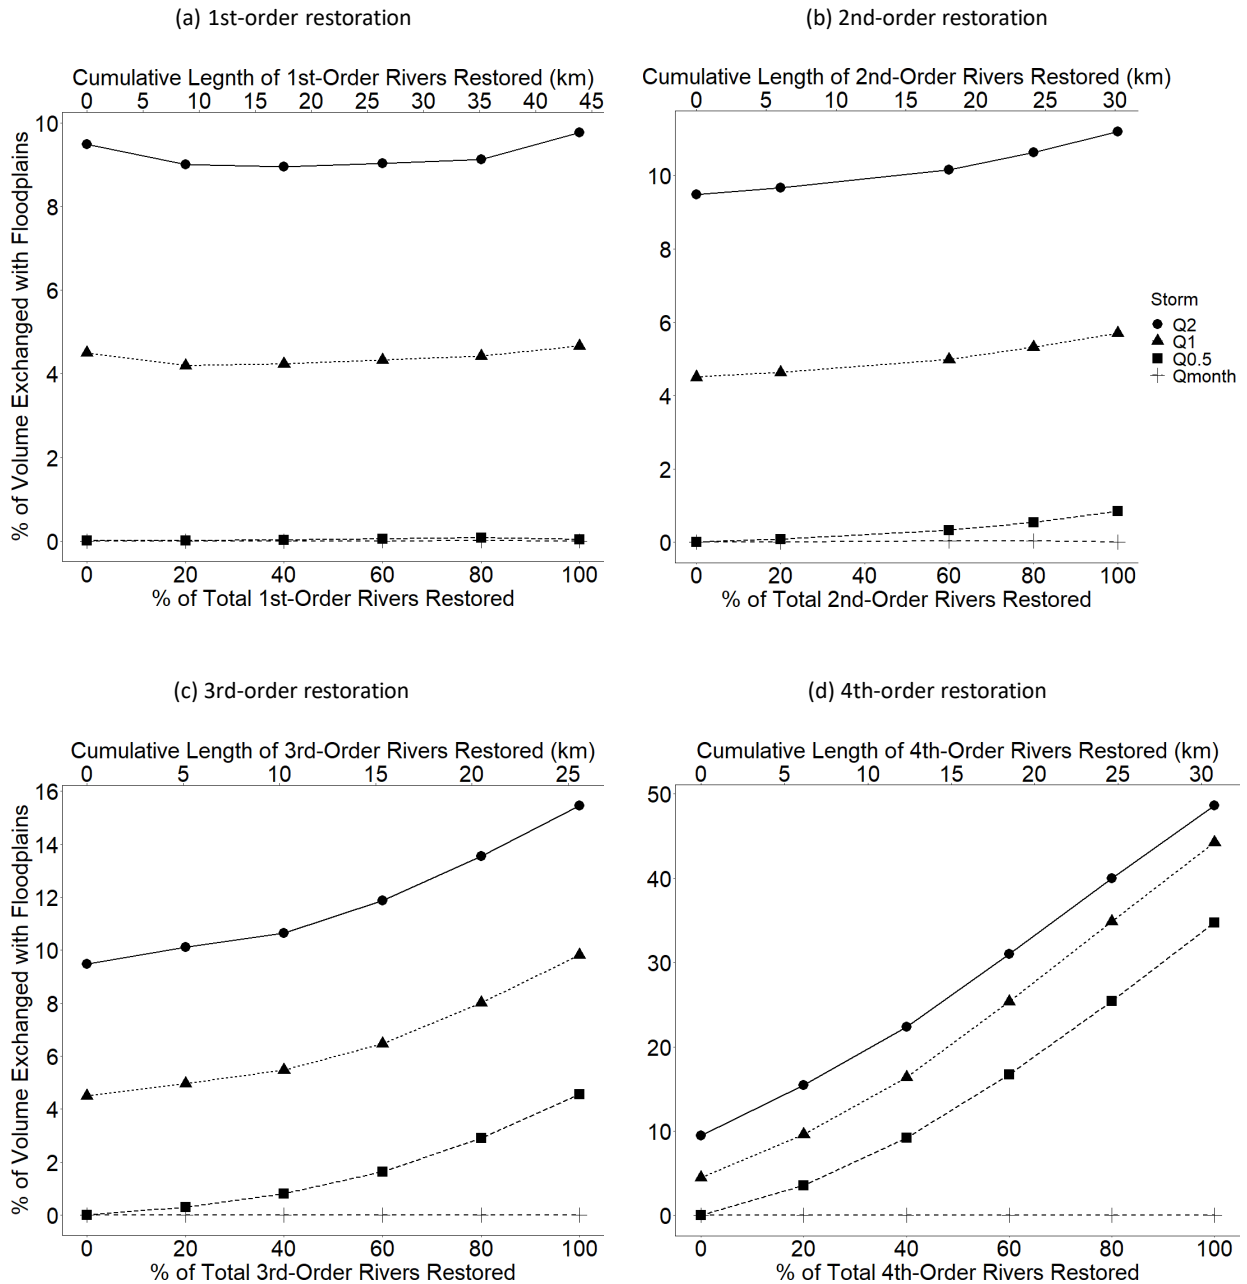 (a) 1st-order restoration
Cumulative Legnth of 1st-Order Rivers Restored (km)
0 5 10 15 20 25 30 35 40 45
% of Volume Exchanged with Floodplains
10
8
6
4
2
0
0 20 40 60 80 100
% of Total 1st-Order Rivers Restored
(b) 2nd-order restoration
Cumulative Length of 2nd-Order Rivers Restored (km)
0 6 12 18 24 30
10
8
6
4
2
0
0 20 40 60 80 100
% of Total 2nd-Order Rivers Restored
Storm
Q2
Q1
Q0.5
Qmonth
(c) 3rd-order restoration
Cumulative Length of 3rd-Order Rivers Restored (km)
0 5 10 15 20 25
% of Volume Exchanged with Floodplains
16
14
12
10
8
6
4
2
0
0 20 40 60 80 100
% of Total 3rd-Order Rivers Restored
(d) 4th-order restoration
Cumulative Length of 4th-Order Rivers Restored (km)
0 5 10 15 20 25 30
50
40
30
20
10
0
0 20 40 60 80 100
% of Total 4th-Order Rivers Restored